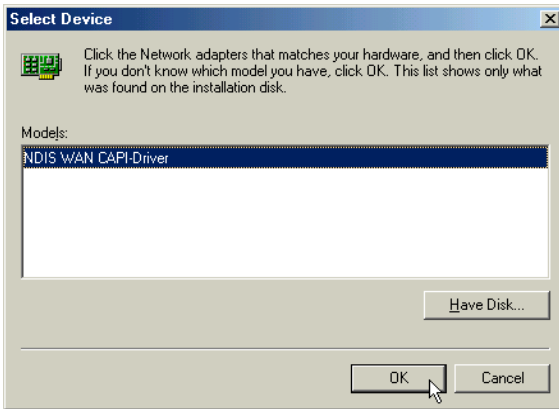 Select Device
Click the Network adapters that matches your hardware, and then click OK.
If you don't know which model you have, click OK. This list shows only what
was found on the installation disk.
Models:
NDIS WAN CAPI-Driver
Have Disk...
OK
Cancel